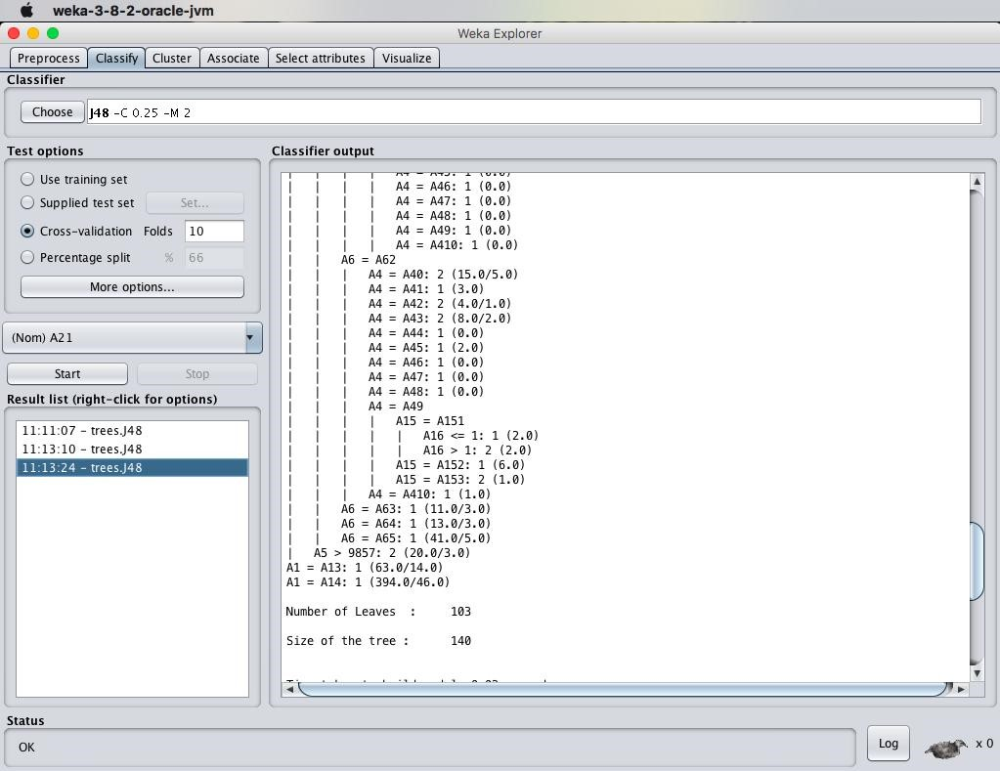 weka-3-8-2-oracle-jvm
Weka Explorer
Preprocess Classify Cluster Associate Select attributes Visualize
Classifier
Choose J48 -C 0.25 -M 2
Test options
Use training set
Supplied test set Set...
Cross-validation Folds 10
Percentage split % 66
More options...
(Nom) A21
Start Stop
Result list (right-click for options)
11:11:07 - trees.J48
11:13:10 - trees.J48
11:13:24 - trees.J48
Classifier output
| | | | A4 = A46: 1 (0.0)
| | | | A4 = A47: 1 (0.0)
| | | | A4 = A48: 1 (0.0)
| | | | A4 = A49: 1 (0.0)
| | | | A4 = A410: 1 (0.0)
| | A6 = A62
| | | A4 = A40: 2 (15.0/5.0)
| | | A4 = A41: 1 (3.0)
| | | A4 = A42: 2 (4.0/1.0)
| | | A4 = A43: 2 (8.0/2.0)
| | | A4 = A44: 1 (0.0)
| | | A4 = A45: 1 (2.0)
| | | A4 = A46: 1 (0.0)
| | | A4 = A47: 1 (0.0)
| | | A4 = A48: 1 (0.0)
| | | A4 = A49
| | | | A15 = A151
| | | | | A16 <= 1: 1 (2.0)
| | | | | A16 > 1: 2 (2.0)
| | | | A15 = A152: 1 (6.0)
| | | | A15 = A153: 2 (1.0)
| | | A4 = A410: 1 (1.0)
| | A6 = A63: 1 (11.0/3.0)
| | A6 = A64: 1 (13.0/3.0)
| | A6 = A65: 1 (41.0/5.0)
| A5 > 9857: 2 (20.0/3.0)
A1 = A13: 1 (63.0/14.0)
A1 = A14: 1 (394.0/46.0)
Number of Leaves : 103
Size of the tree : 140
Status
OK
Log
x 0